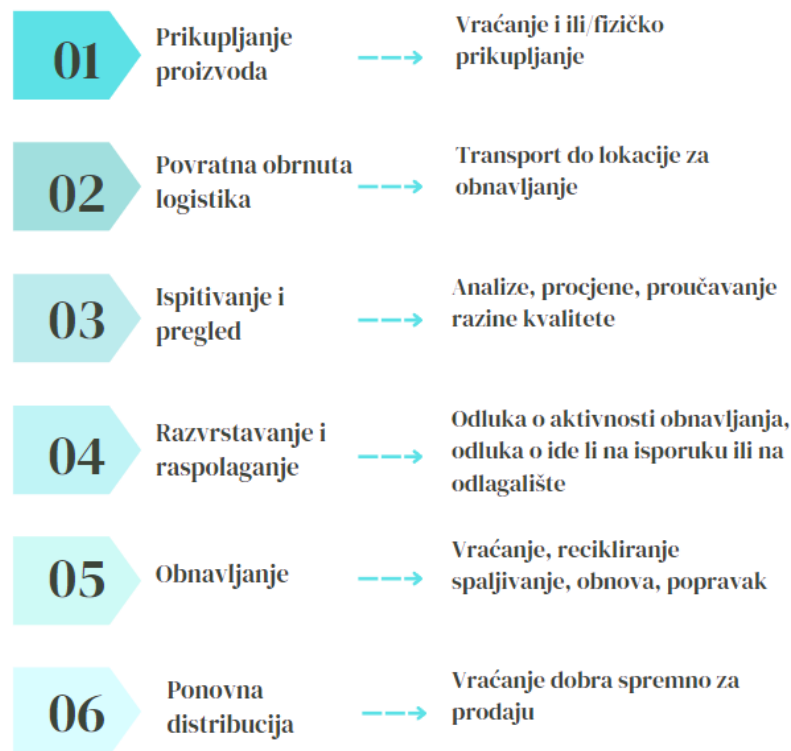 01
Prikupljanje
proizvoda
Vraćanje i ili/fizičko
prikupljanje
02
Povratna obrnuta
logistika
Transport do lokacije za
obnavljanje
03
Ispitivanje i
pregled
Analize, procjene, proučavanje
razine kvalitete
04
Razvrstavanje i
raspolaganje
Odluka o aktivnosti obnavljanja,
odluka o ide li na isporuku ili na
odlagalište
05
Obnavljanje
Vraćanje, recikliranje
spaljivanje, obnova, popravak
06
Ponovna
distribucija
Vraćanje dobra spremno za
prodaju